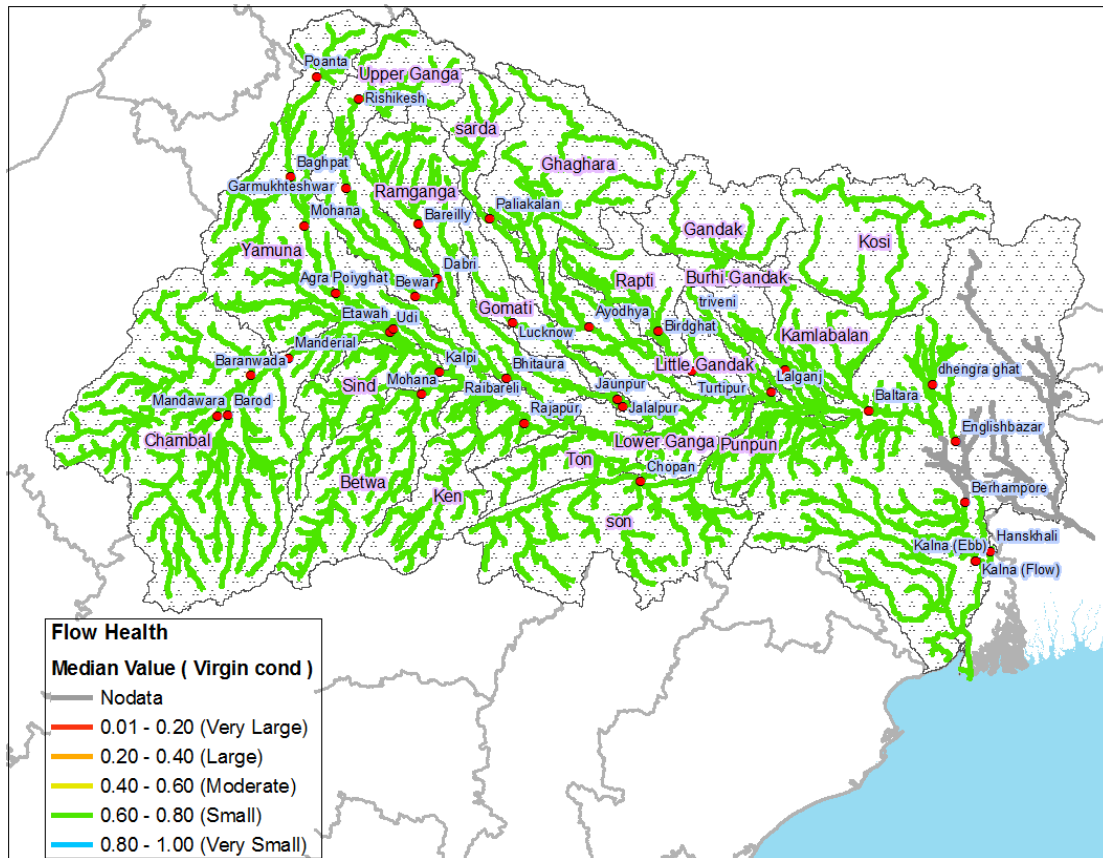 Poanta
Upper Ganga
Rishikesh
sarda
Ghaghara
Baghpat
Garmukhteshwar
Ramganga
Mohana
Bareilly
Paliakalan
Gandak
Kosi
Yamuna
Dabri
Rapti
Burhi Gandak
Agra Poiyghat
Bewar
triveni
Gomati
Etawah
Udi
Lucknow
Ayodhya
Birdghat
Kamlabalan
Manderial
Baranwada
Kalpi
Bhitaura
Little Gandak
Lalganj
dhengra ghat
Sind
Mohana
Raibareli
Jaunpur
Turtipur
Mandawara
Barod
Rajapur
Jalalpur
Baltara
Chambal
Lower Ganga
Punpun
Englishbazar
Ton
Chopan
Betwa
Ken
son
Berhampore
Hanskhali
Kalna (Ebb)
Kalna (Flow)
Flow Health
Median Value ( Virgin cond )
Nodata
0.01 - 0.20 (Very Large)
0.20 - 0.40 (Large)
0.40 - 0.60 (Moderate)
0.60 - 0.80 (Small)
0.80 - 1.00 (Very Small)